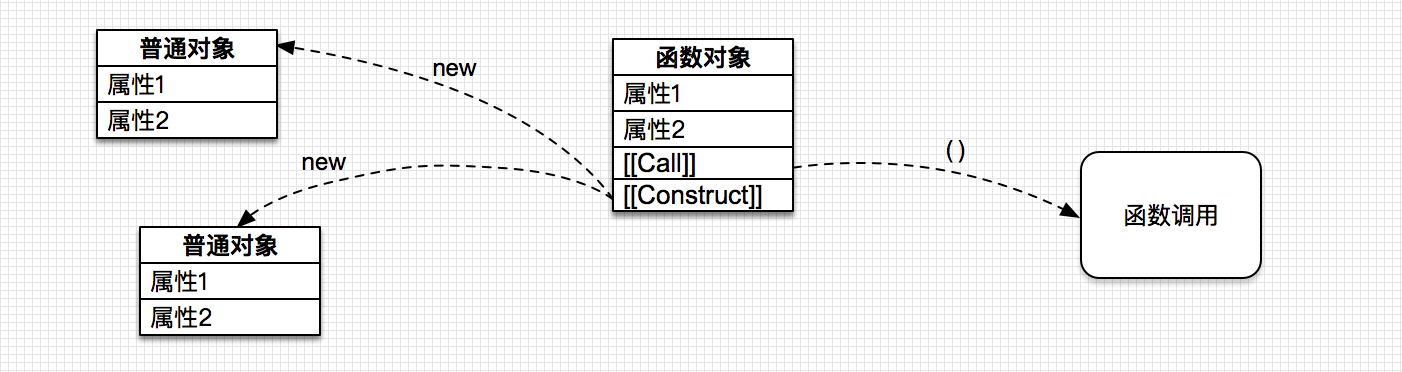 普通对象
属性1
属性2
new
函数对象
属性1
属性2
[[Call]]
[[Construct]]
new
()
函数调用
普通对象
属性1
属性2